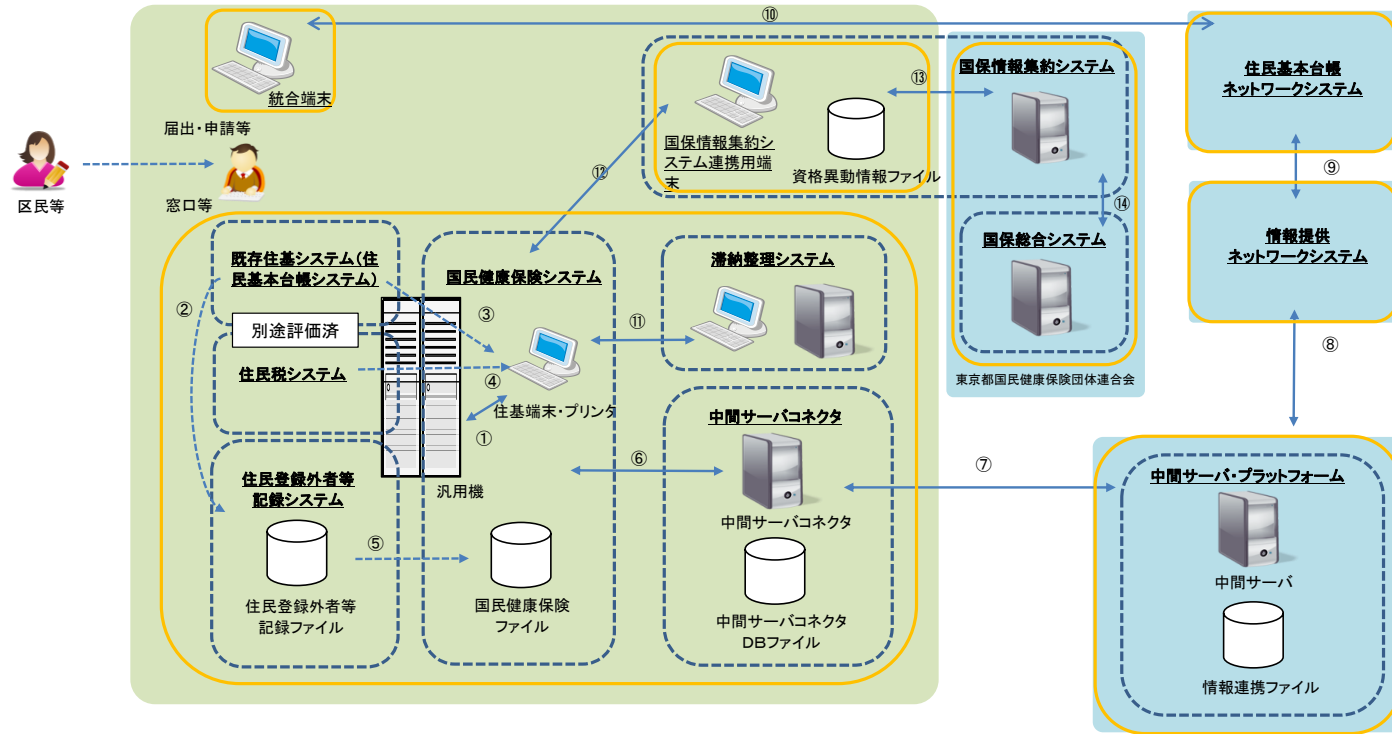 ⑩
統合端末
届出・申請等
区民等
窓口等
国保情報集約シ
ステム連携用端
末
資格異動情報ファイル
⑬
国保情報集約システム
住民基本台帳
ネットワークシステム
⑫
⑭
⑨
国保総合システム
東京都国民健康保険団体連合会
情報提供
ネットワークシステム
⑧
既存住基システム(住
民基本台帳システム)
②
別途評価済
住民税システム
国民健康保険システム
③
④
①
住基端末・プリンタ
汎用機
⑪
滞納整理システム
住民登録外者等
記録システム
⑤
住民登録外者等
記録ファイル
国民健康保険
ファイル
⑥
中間サーバコネクタ
中間サーバコネクタ
中間サーバコネクタ
DBファイル
⑦
中間サーバ・プラットフォーム
中間サーバ
情報連携ファイル